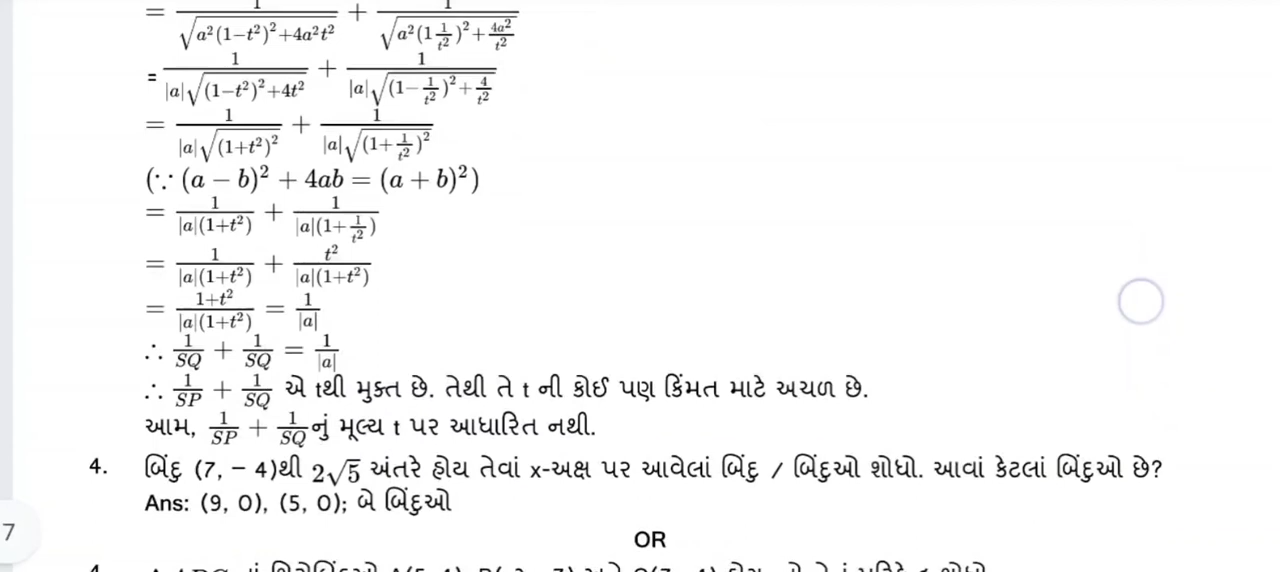 = 1/√(a²(1−t²)²+4a²t²) + 1/√(a²(1 1/t²)²+4a²/t²)
= 1/(|a|√((1−t²)²+4t²)) + 1/(|a|√((1−1/t²)²+4/t²))
= 1/(|a|√((1+t²)²)) + 1/(|a|√((1+1/t²)²))
(∵ (a − b)² + 4ab = (a + b)²)
= 1/(|a|(1+t²)) + 1/(|a|(1+1/t²))
= 1/(|a|(1+t²)) + t²/(|a|(1+t²))
= (1+t²)/(|a|(1+t²)) = 1/|a|
∴ 1/SQ + 1/SQ = 1/|a|
∴ 1/SP + 1/SQ એ tથી મુક્ત છે. તેથી તે t ની કોઈ પણ કિંમત માટે અચળ છે.
આમ, 1/SP + 1/SQ નું મૂલ્ય t પર આધારિત નથી.
4. બિંદુ (7, − 4)થી 2√5 અંતરે હોય તેવાં x-અક્ષ પર આવેલાં બિંદુ / બિંદુઓ શોધો. આવાં કેટલાં બિંદુઓ છે?
Ans: (9, 0), (5, 0); બે બિંદુઓ
7
OR